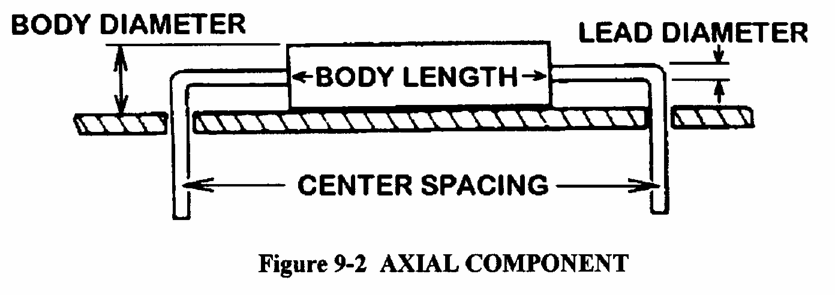 BODY DIAMETER
LEAD DIAMETER
BODY LENGTH
CENTER SPACING
Figure 9-2 AXIAL COMPONENT